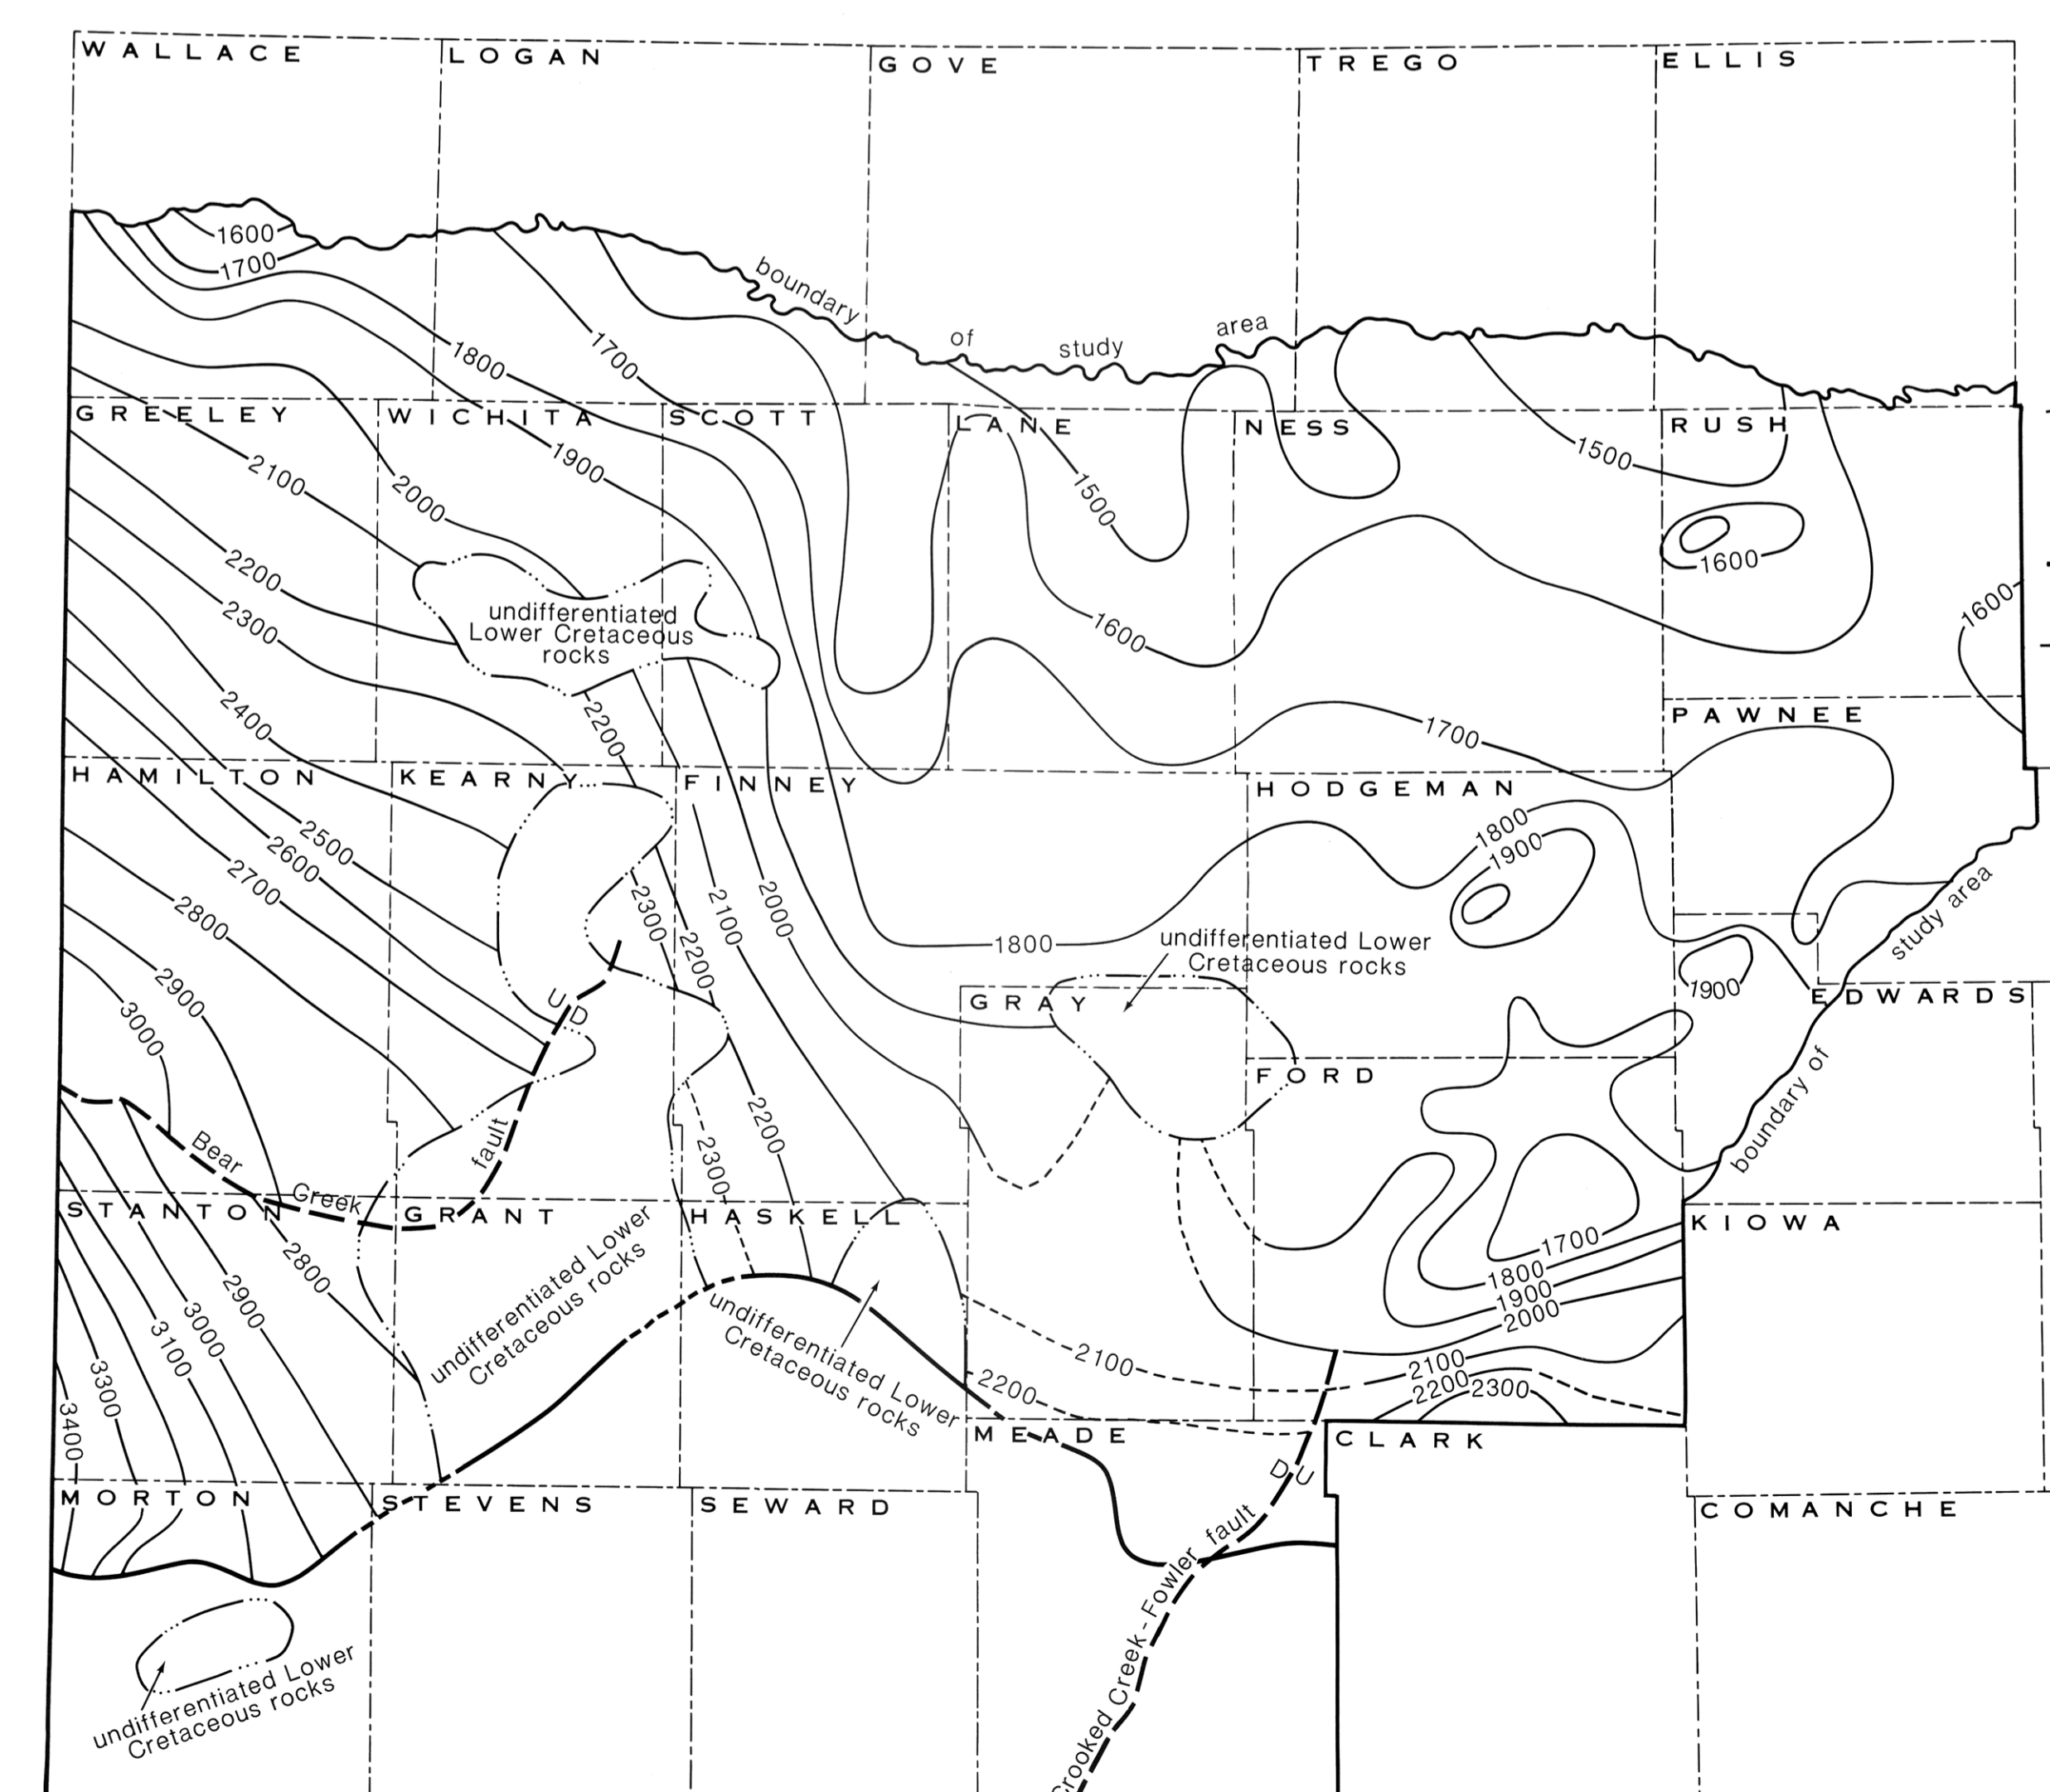 WALLACE
LOGAN
GOVE
TREGO
ELLIS
1600
1700
boundary
of
study
area
1800
1700
GREELEY
WICHITA
SCOTT
LANE
NESS
RUSH
1900
1500
1500
2100
2000
1600
2200
2300
undifferentiated
Lower Cretaceous
rocks
1600
1600
2400
2200
1700
PAWNEE
HAMILTON
KEARNY
FINNEY
HODGEMAN
1800
1900
2500
2600
2700
2800
2300
2200
2100
2000
1800
undifferentiated Lower
Cretaceous rocks
study area
1900
2900
3000
U
D
GRAY
EDWARDS
FORD
boundary of
Bear
Greek
fault
2200
2300
STANTON
GRANT
HASKELL
KIOWA
1700
1800
1900
2000
2800
2900
3000
3100
3300
3400
undifferentiated Lower
Cretaceous rocks
undifferentiated Lower
Cretaceous rocks
2100
2200
2100
2200
2300
MEADE
CLARK
D
U
MORTON
STEVENS
SEWARD
COMANCHE
Crooked Creek-Fowler fault
undifferentiated Lower
Cretaceous rocks